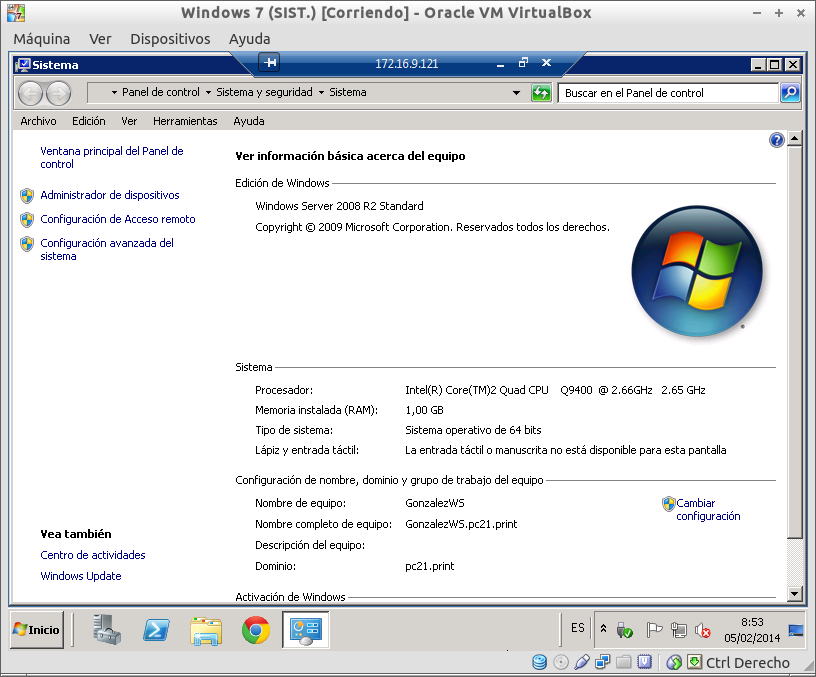 Windows 7 (SIST.) [Corriendo] - Oracle VM VirtualBox
Máquina Ver Dispositivos Ayuda
Sistema
172.16.9.121
Panel de control Sistema y seguridad Sistema
Buscar en el Panel de control
Archivo Edición Ver Herramientas Ayuda
Ventana principal del Panel de
control
Administrador de dispositivos
Configuración de Acceso remoto
Configuración avanzada del
sistema
Ver información básica acerca del equipo
Edición de Windows
Windows Server 2008 R2 Standard
Copyright © 2009 Microsoft Corporation. Reservados todos los derechos.
Sistema
Procesador: Intel(R) Core(TM)2 Quad CPU Q9400 @ 2.66GHz 2.65 GHz
Memoria instalada (RAM): 1,00 GB
Tipo de sistema: Sistema operativo de 64 bits
Lápiz y entrada táctil: La entrada táctil o manuscrita no está disponible para esta pantalla
Configuración de nombre, dominio y grupo de trabajo del equipo
Nombre de equipo: GonzalezWS
Cambiar
configuración
Nombre completo de equipo: GonzalezWS.pc21.print
Descripción del equipo:
Dominio: pc21.print
Activación de Windows
Vea también
Centro de actividades
Windows Update
Inicio
ES
8:53
05/02/2014
Ctrl Derecho